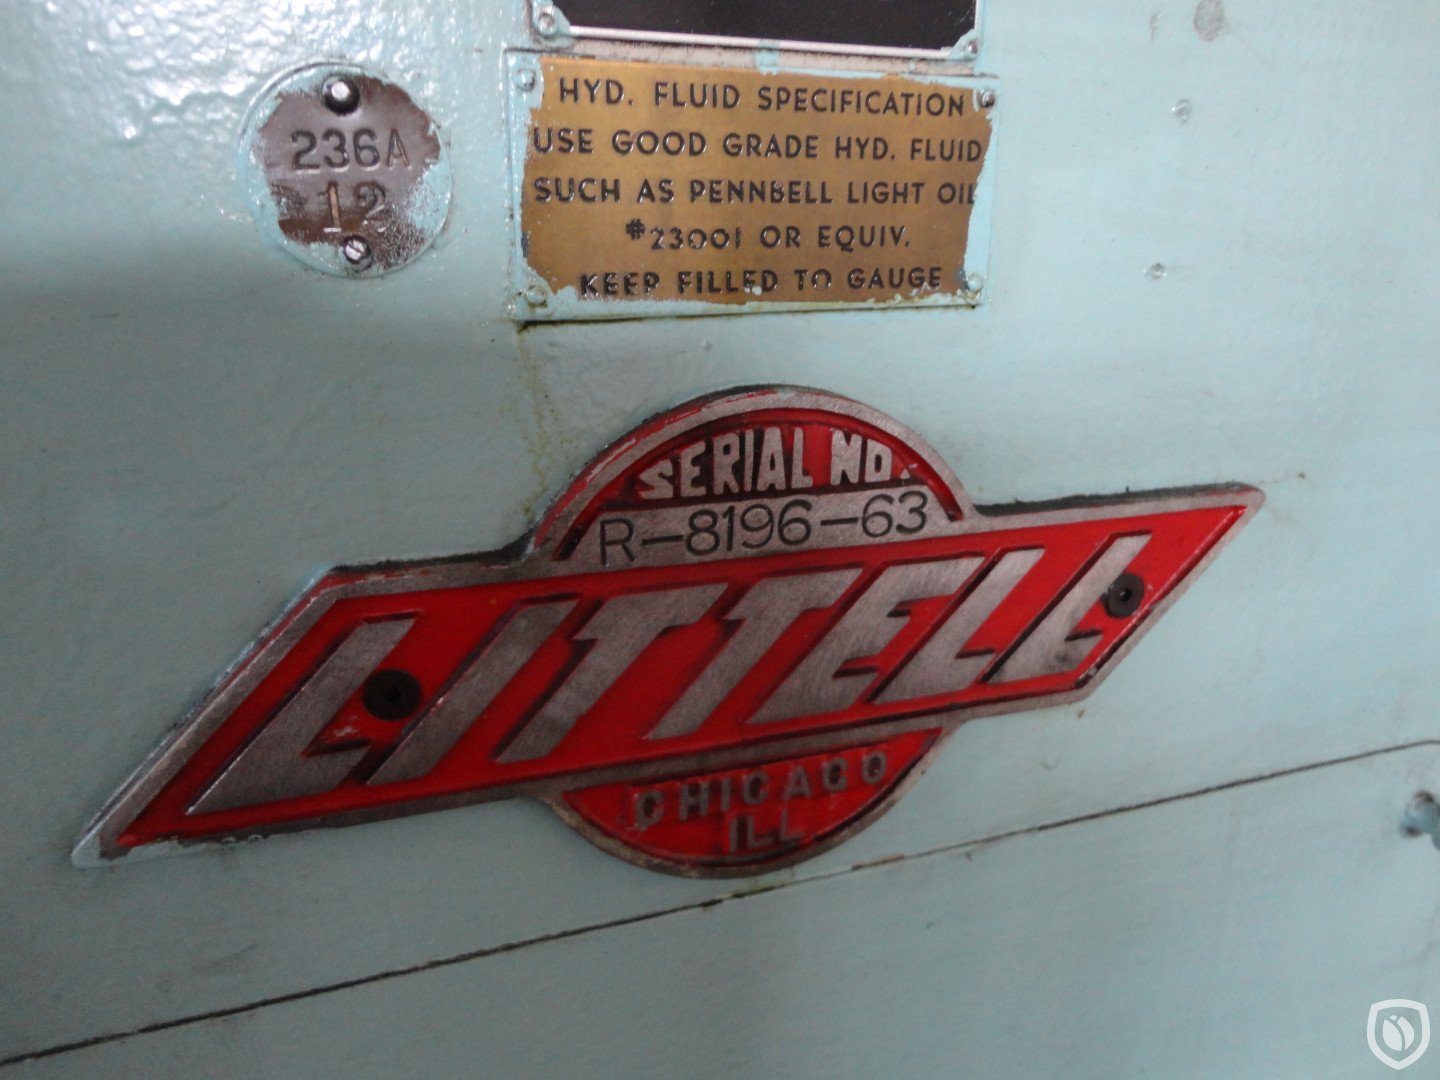 236A
12
HYD. FLUID SPECIFICATION
USE GOOD GRADE HYD. FLUID
SUCH AS PENNBELL LIGHT OIL
#23001 OR EQUIV.
KEEP FILLED TO GAUGE
SERIAL NO.
R-8196-63
LITTELL
CHICAGO
ILL